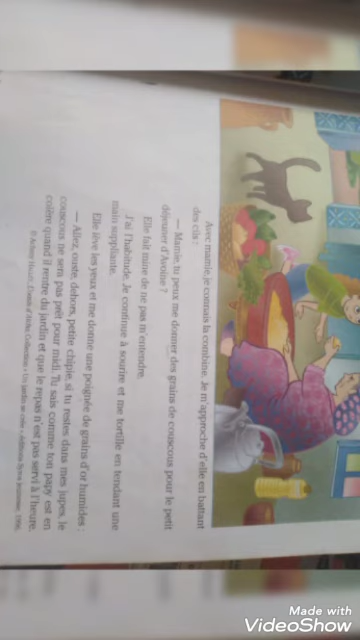 Avec mamie, je connais la combine. Je m'approche d'elle en battant
des cils :
— Mamie, tu peux me donner des grains de couscous pour le petit
déjeuner d'Avoine ?
Elle fait mine de ne pas m'entendre.
J'ai l'habitude. Je continue à sourire et me tortille en tendant une
main suppliante.
Elle lève les yeux et me donne une poignée de grains d'or humides :
— Allez, ouste, dehors, petite chipie, si tu restes dans mes jupes, le
couscous ne sera pas prêt pour midi. Tu sais comme ton papy est en
colère quand il rentre du jardin et que le repas n'est pas servi à l'heure.
Made with
VideoShow